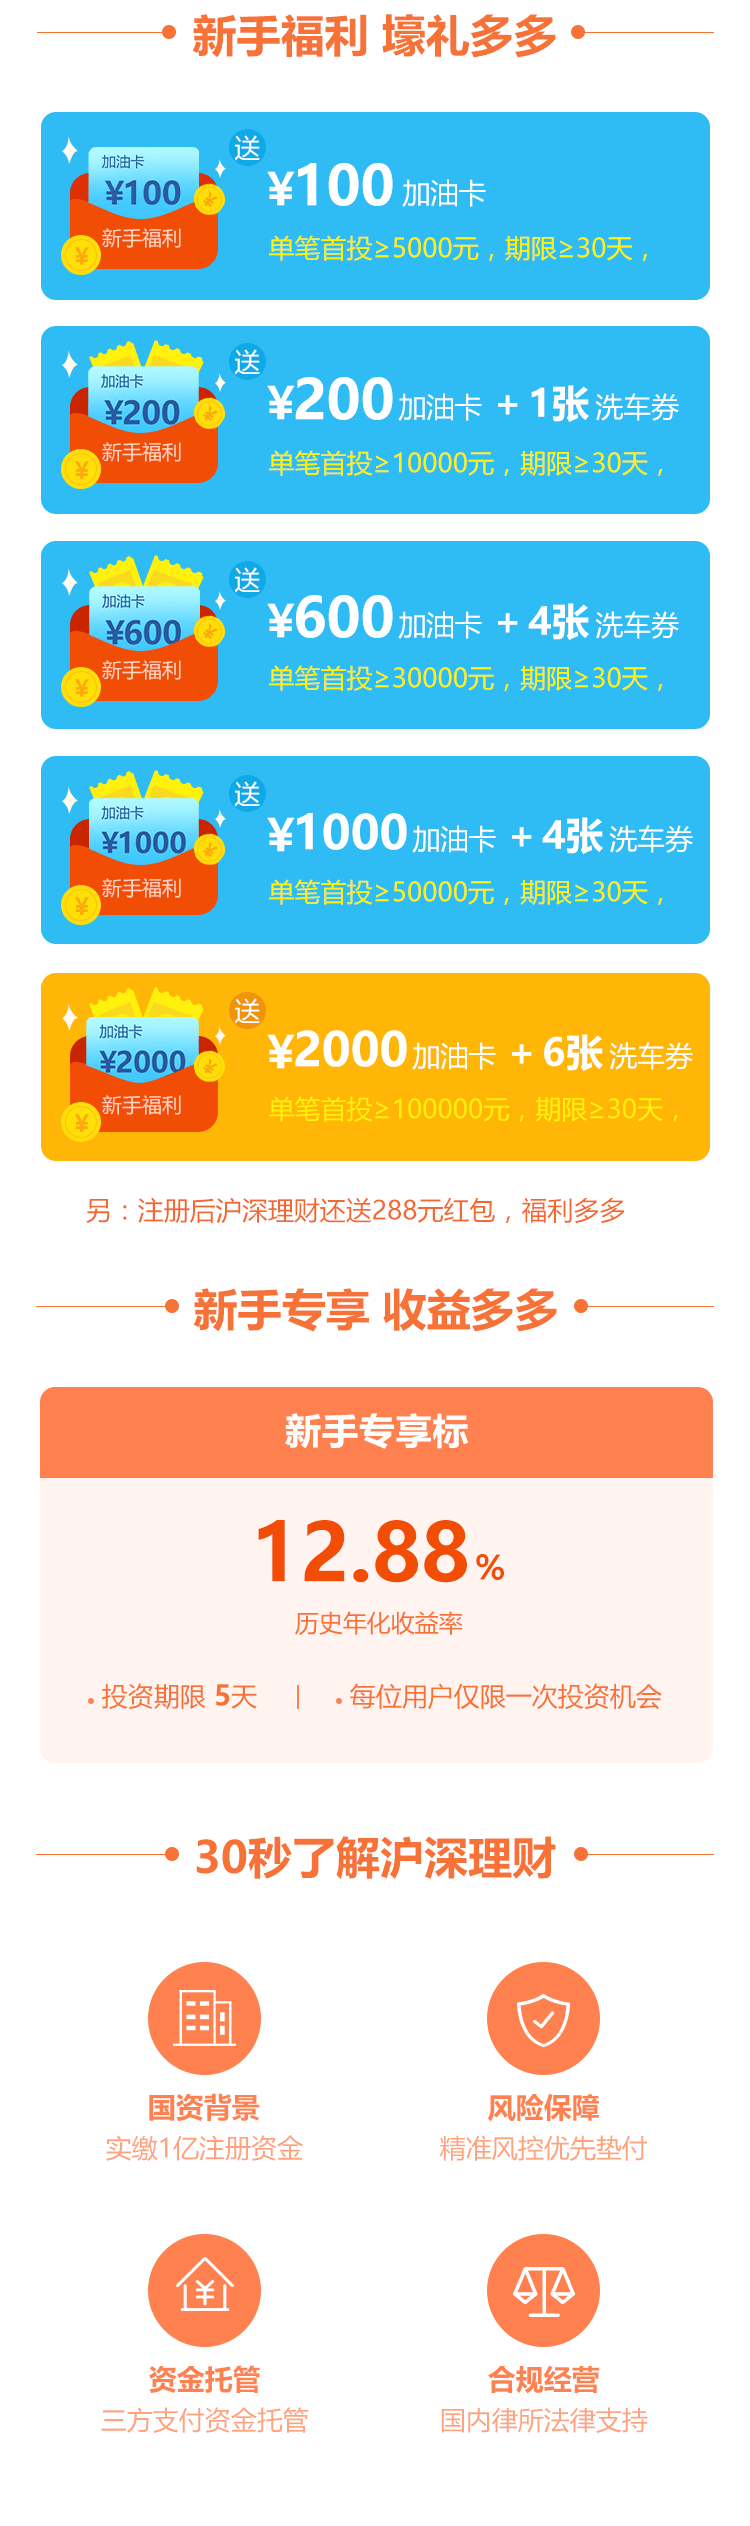 新手福利 壕礼多多
加油卡
¥100
新手福利
送
¥100 加油卡
单笔首投≥5000元，期限≥30天，
加油卡
¥200
新手福利
送
¥200 加油卡 + 1张 洗车券
单笔首投≥10000元，期限≥30天，
加油卡
¥600
新手福利
送
¥600 加油卡 + 4张 洗车券
单笔首投≥30000元，期限≥30天，
加油卡
¥1000
新手福利
送
¥1000 加油卡 + 4张 洗车券
单笔首投≥50000元，期限≥30天，
加油卡
¥2000
新手福利
送
¥2000 加油卡 + 6张 洗车券
单笔首投≥100000元，期限≥30天，
另：注册后沪深理财还送288元红包，福利多多
新手专享 收益多多
新手专享标
12.88%
历史年化收益率
• 投资期限 5天 | • 每位用户仅限一次投资机会
30秒了解沪深理财
国资背景
实缴1亿注册资金
风险保障
精准风控优先垫付
资金托管
三方支付资金托管
合规经营
国内律所法律支持